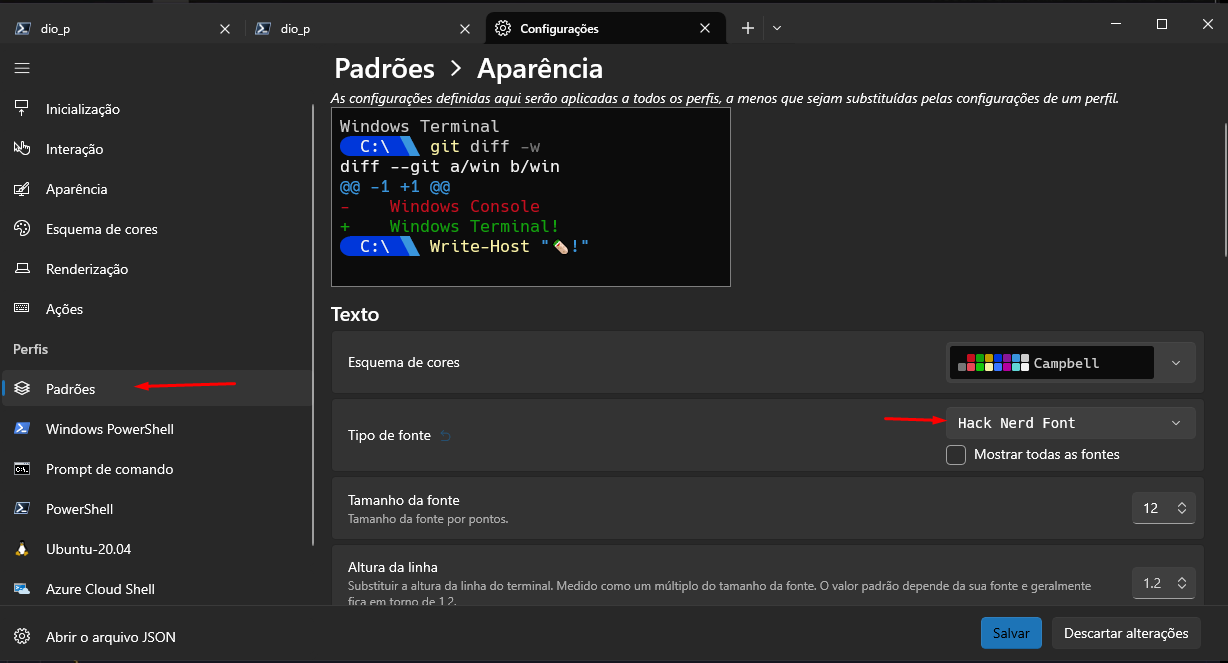 dio_p
dio_p
Configurações
Inicialização
Interação
Aparência
Esquema de cores
Renderização
Ações
Perfis
Padrões
Windows PowerShell
Prompt de comando
PowerShell
Ubuntu-20.04
Azure Cloud Shell
Abrir o arquivo JSON
Padrões > Aparência
As configurações definidas aqui serão aplicadas a todos os perfis, a menos que sejam substituídas pelas configurações de um perfil.
Windows Terminal
C:\ git diff -w
diff --git a/win b/win
@@ -1 +1 @@
-    Windows Console
+    Windows Terminal!
C:\ Write-Host "🏷!"
Texto
Esquema de cores
Campbell
Tipo de fonte
Hack Nerd Font
Mostrar todas as fontes
Tamanho da fonte
Tamanho da fonte por pontos.
12
Altura da linha
Substituir a altura da linha do terminal. Medido como um múltiplo do tamanho da fonte. O valor padrão depende da sua fonte e geralmente
fica em torno de 1.2.
1.2
Salvar
Descartar alterações